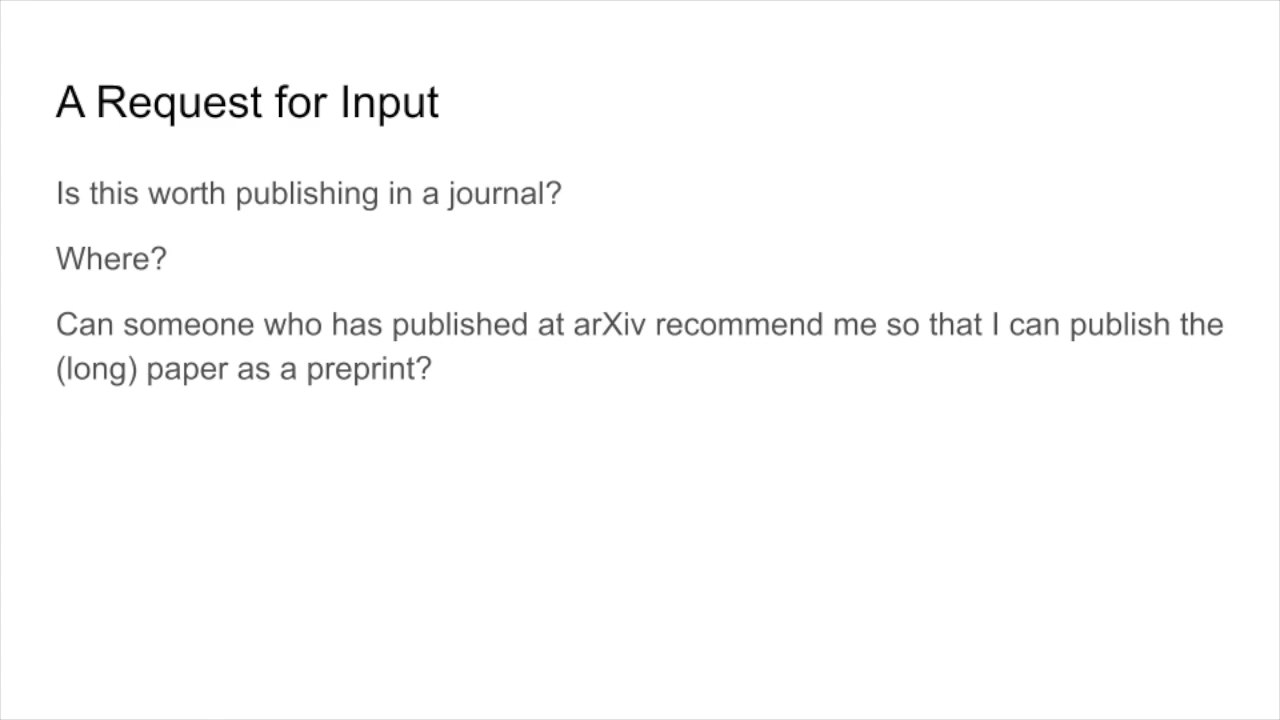 A Request for Input
Is this worth publishing in a journal?
Where?
Can someone who has published at arXiv recommend me so that I can publish the
(long) paper as a preprint?